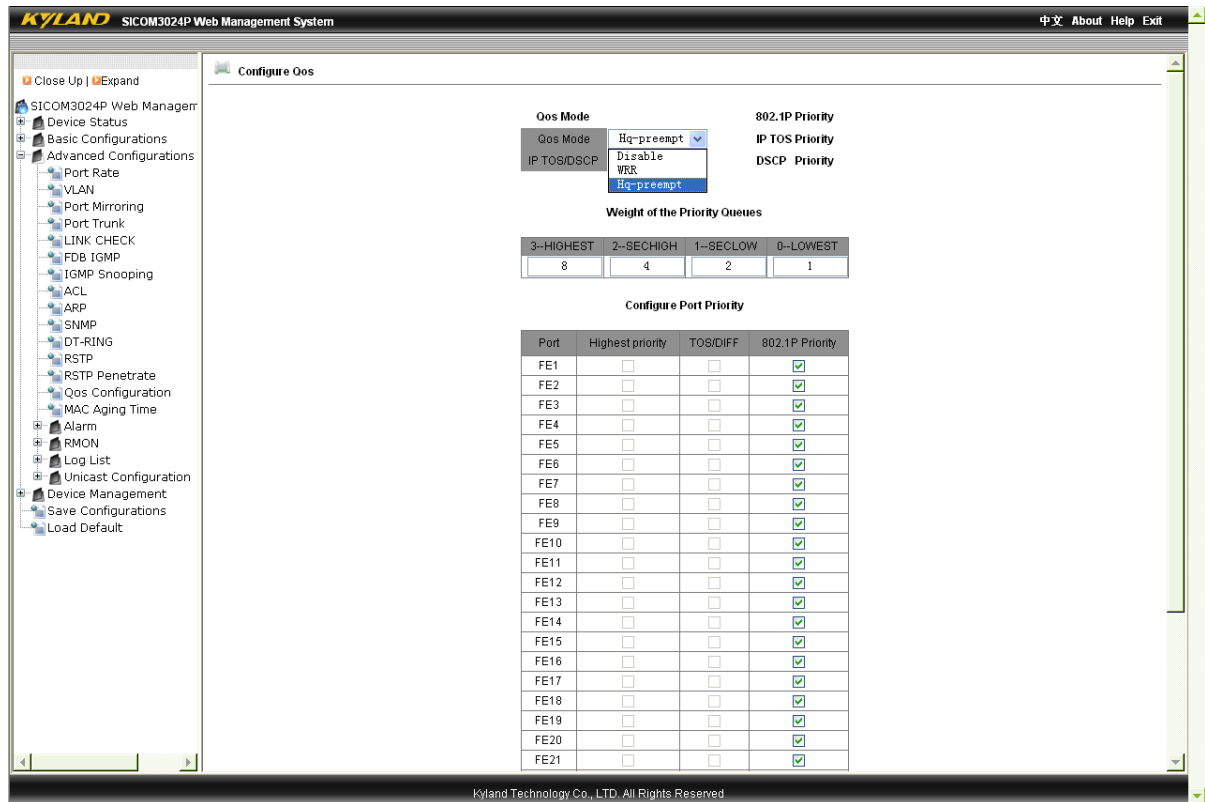 KYLAND SICOM3024P Web Management System 中文 About Help Exit
Close Up | Expand
SICOM3024P Web Managem
Device Status
Basic Configurations
Advanced Configurations
Port Rate
VLAN
Port Mirroring
Port Trunk
LINK CHECK
FDB IGMP
IGMP Snooping
ACL
ARP
SNMP
DT-RING
RSTP
RSTP Penetrate
Qos Configuration
MAC Aging Time
Alarm
RMON
Log List
Unicast Configuration
Device Management
Save Configurations
Load Default
Configure Qos
Qos Mode 802.1P Priority
Qos Mode Hq-preempt IP TOS Priority
IP TOS/DSCP Disable DSCP Priority
WRR
Hq-preempt
Weight of the Priority Queues
3--HIGHEST 2--SECHIGH 1--SECLOW 0--LOWEST
8 4 2 1
Configure Port Priority
Port Highest priority TOS/DIFF 802.1P Priority
FE1
FE2
FE3
FE4
FE5
FE6
FE7
FE8
FE9
FE10
FE11
FE12
FE13
FE14
FE15
FE16
FE17
FE18
FE19
FE20
FE21
Kyland Technology Co., LTD. All Rights Reserved